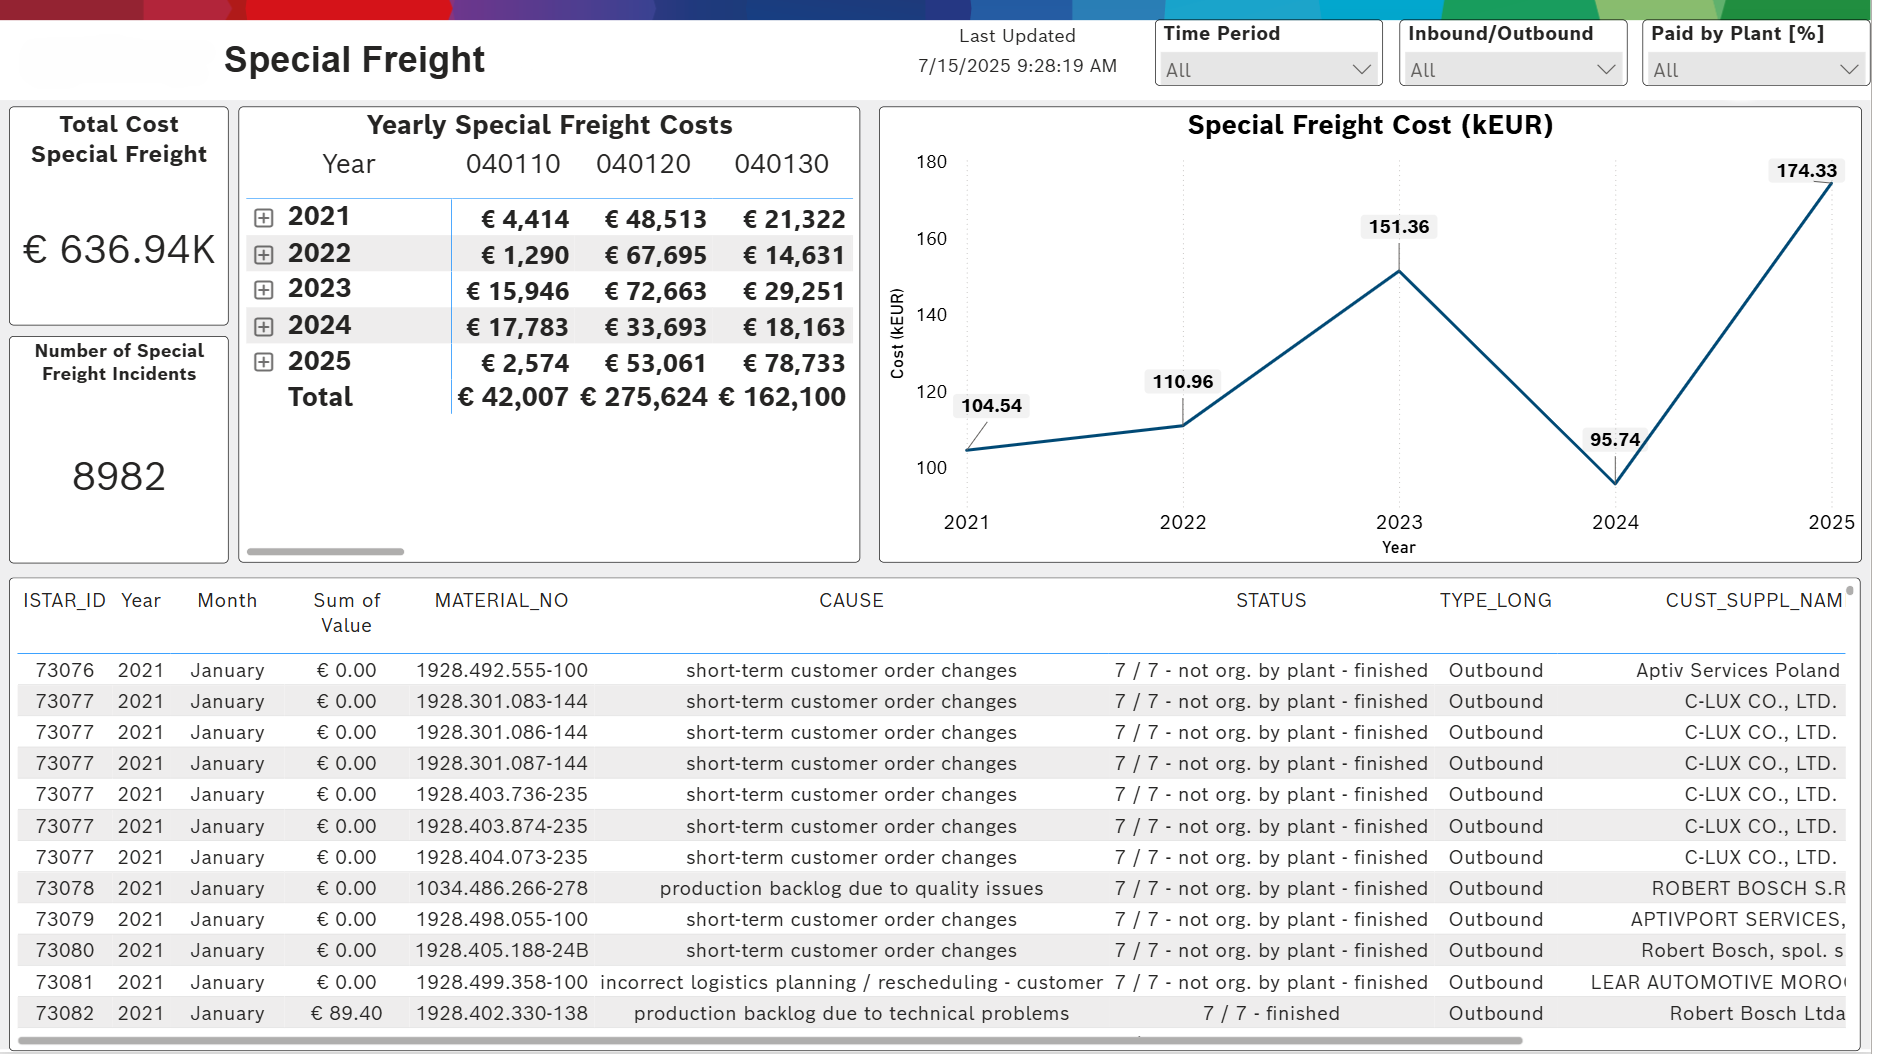 Special Freight
Last Updated
7/15/2025 9:28:19 AM
Time Period
All
Inbound/Outbound
All
Paid by Plant [%]
All
Total Cost
Special Freight
€ 636.94K
Number of Special
Freight Incidents
8982
Yearly Special Freight Costs
Year 040110 040120 040130
2021 € 4,414 € 48,513 € 21,322
2022 € 1,290 € 67,695 € 14,631
2023 € 15,946 € 72,663 € 29,251
2024 € 17,783 € 33,693 € 18,163
2025 € 2,574 € 53,061 € 78,733
Total € 42,007 € 275,624 € 162,100
Special Freight Cost (kEUR)
Cost (kEUR)
180
160
140
120
100
104.54
110.96
151.36
95.74
174.33
2021 2022 2023 2024 2025
Year
ISTAR_ID Year Month Sum of Value MATERIAL_NO CAUSE STATUS TYPE_LONG CUST_SUPPL_NAM
73076 2021 January € 0.00 1928.492.555-100 short-term customer order changes 7 / 7 - not org. by plant - finished Outbound Aptiv Services Poland
73077 2021 January € 0.00 1928.301.083-144 short-term customer order changes 7 / 7 - not org. by plant - finished Outbound C-LUX CO., LTD.
73077 2021 January € 0.00 1928.301.086-144 short-term customer order changes 7 / 7 - not org. by plant - finished Outbound C-LUX CO., LTD.
73077 2021 January € 0.00 1928.301.087-144 short-term customer order changes 7 / 7 - not org. by plant - finished Outbound C-LUX CO., LTD.
73077 2021 January € 0.00 1928.403.736-235 short-term customer order changes 7 / 7 - not org. by plant - finished Outbound C-LUX CO., LTD.
73077 2021 January € 0.00 1928.403.874-235 short-term customer order changes 7 / 7 - not org. by plant - finished Outbound C-LUX CO., LTD.
73077 2021 January € 0.00 1928.404.073-235 short-term customer order changes 7 / 7 - not org. by plant - finished Outbound C-LUX CO., LTD.
73078 2021 January € 0.00 1034.486.266-278 production backlog due to quality issues 7 / 7 - not org. by plant - finished Outbound ROBERT BOSCH S.R
73079 2021 January € 0.00 1928.498.055-100 short-term customer order changes 7 / 7 - not org. by plant - finished Outbound APTIVPORT SERVICES,
73080 2021 January € 0.00 1928.405.188-24B short-term customer order changes 7 / 7 - not org. by plant - finished Outbound Robert Bosch, spol. s
73081 2021 January € 0.00 1928.499.358-100 incorrect logistics planning / rescheduling - customer 7 / 7 - not org. by plant - finished Outbound LEAR AUTOMOTIVE MORO
73082 2021 January € 89.40 1928.402.330-138 production backlog due to technical problems 7 / 7 - finished Outbound Robert Bosch Ltda